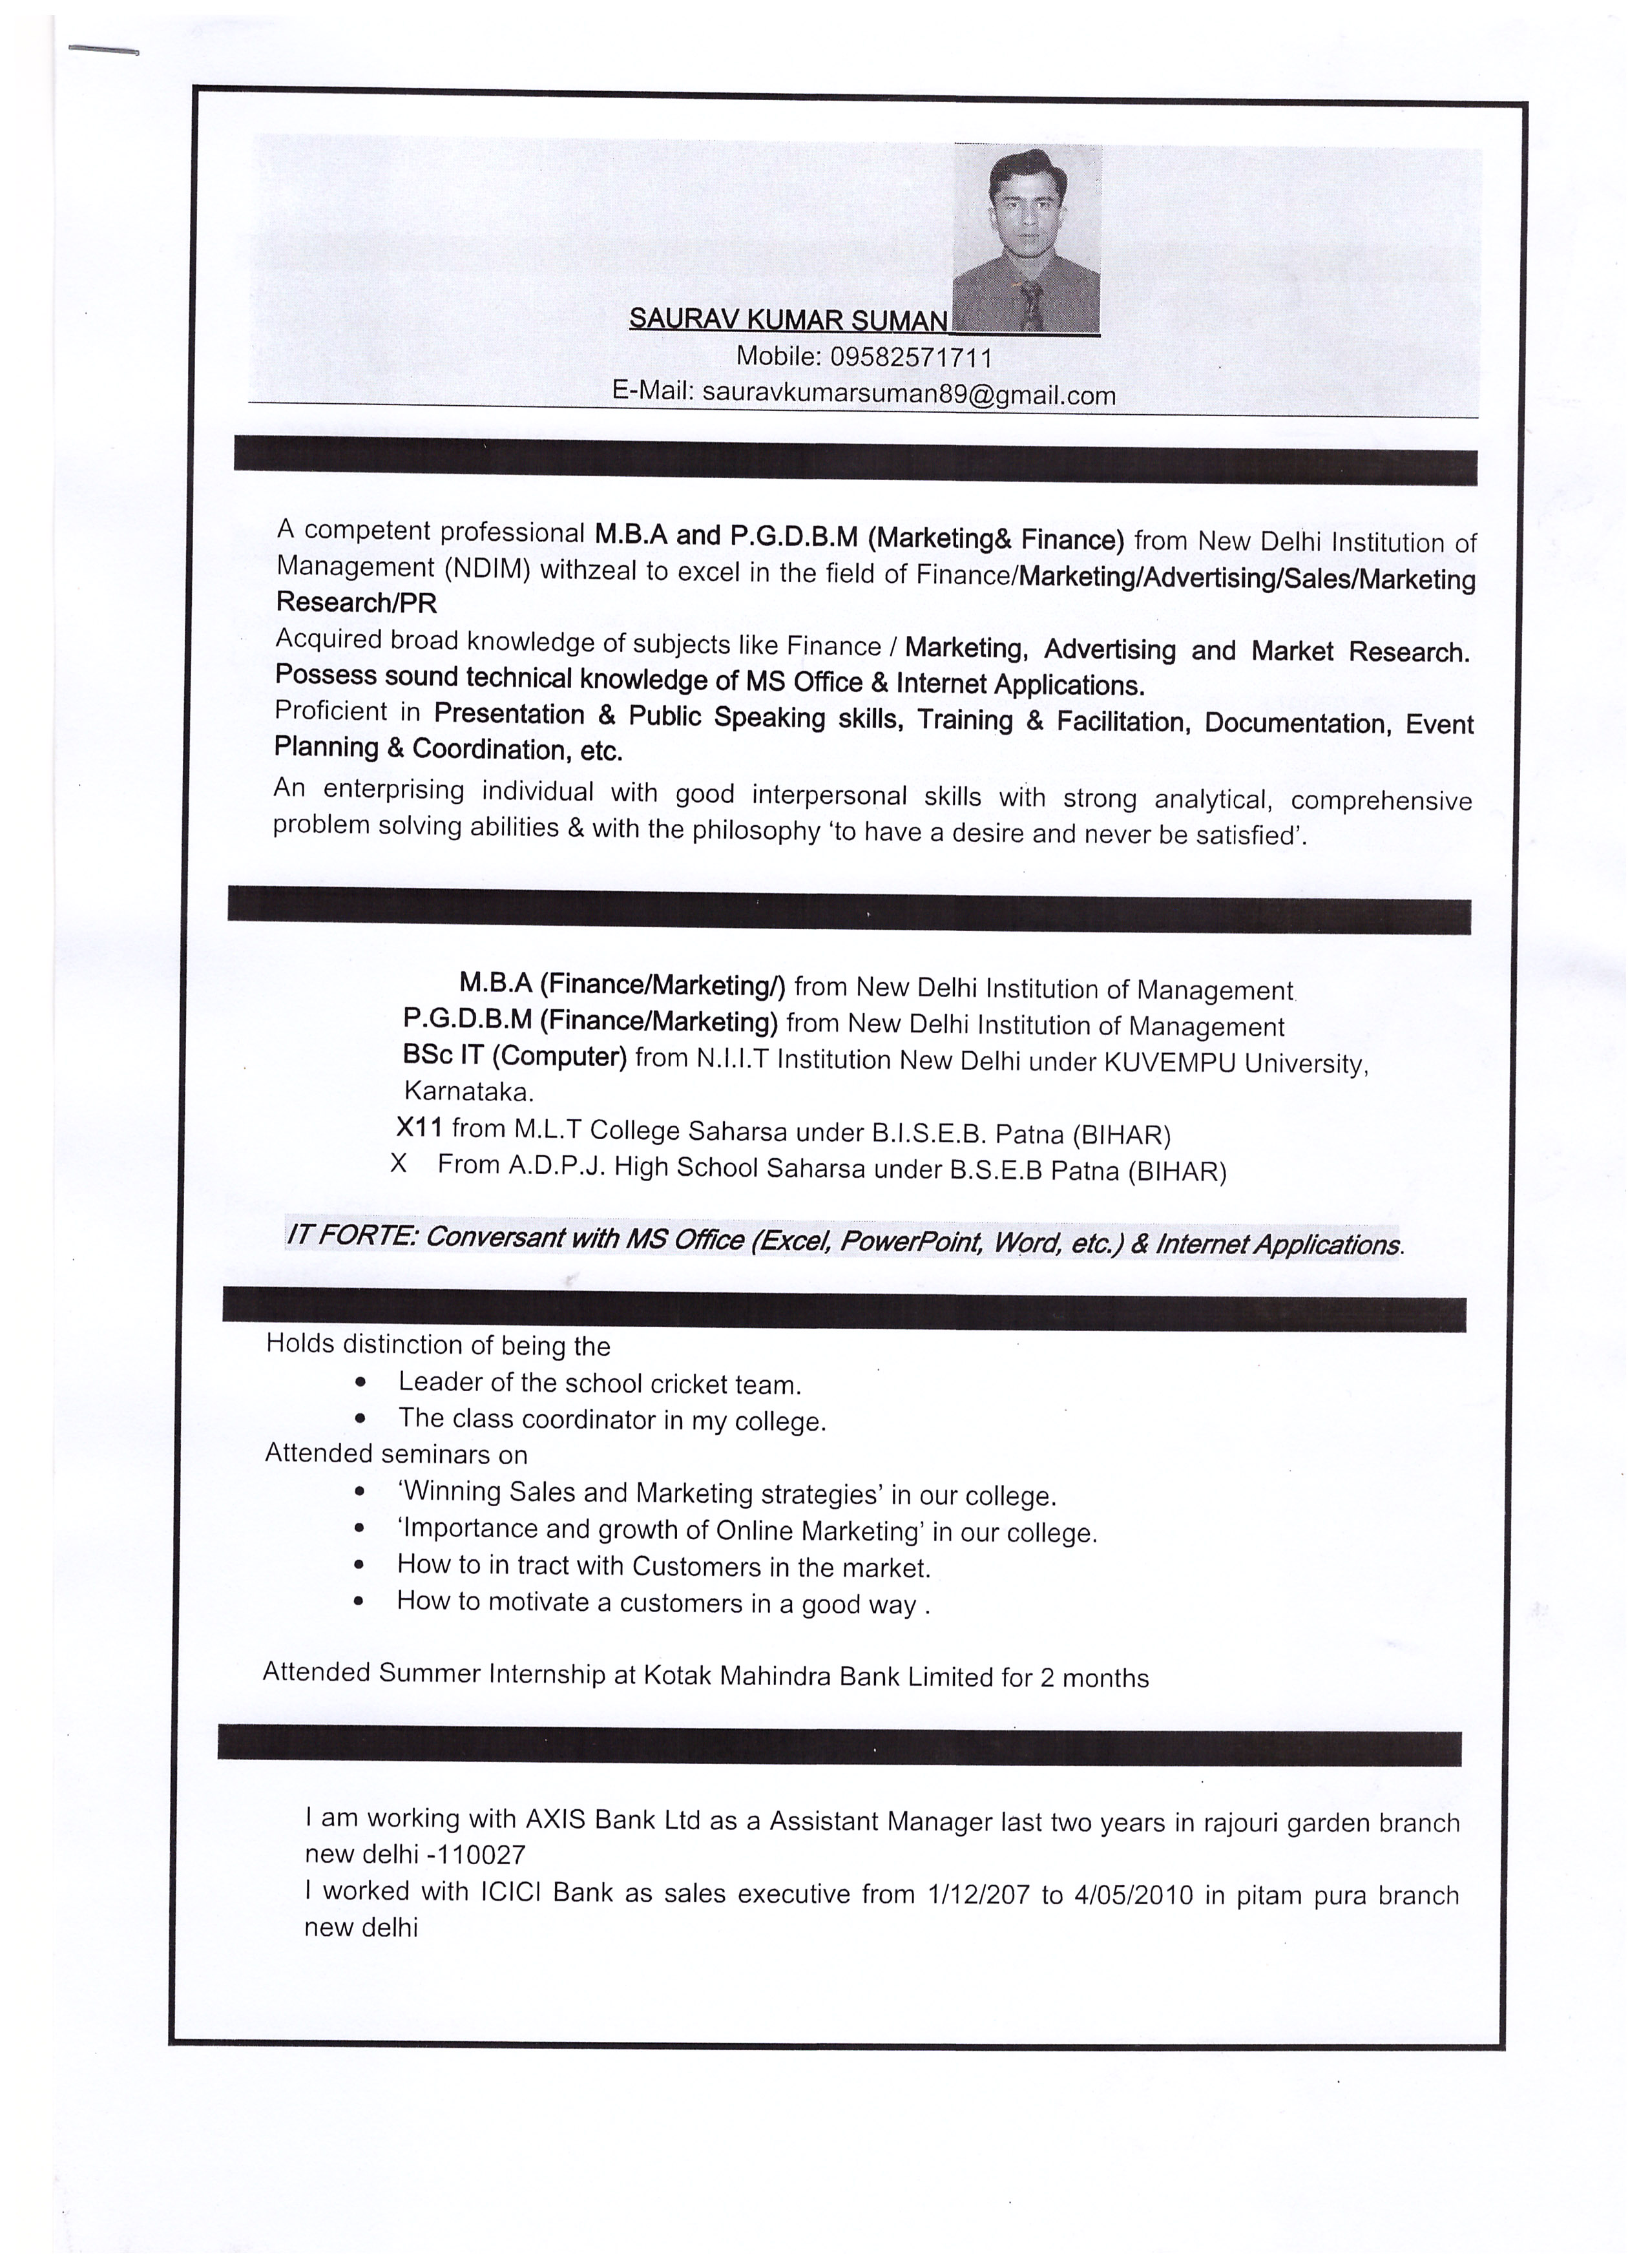 SAURAV KUMAR SUMAN
Mobile: 09582571711
E-Mail: sauravkumarsuman89@gmail.com
A competent professional M.B.A and P.G.D.B.M (Marketing& Finance) from New Delhi Institution of
Management (NDIM) withzeal to excel in the field of Finance/Marketing/Advertising/Sales/Marketing
Research/PR
Acquired broad knowledge of subjects like Finance / Marketing, Advertising and Market Research.
Possess sound technical knowledge of MS Office & Internet Applications.
Proficient in Presentation & Public Speaking skills, Training & Facilitation, Documentation, Event
Planning & Coordination, etc.
An enterprising individual with good interpersonal skills with strong analytical, comprehensive
problem solving abilities & with the philosophy ‘to have a desire and never be satisfied’.
M.B.A (Finance/Marketing/) from New Delhi Institution of Management
P.G.D.B.M (Finance/Marketing) from New Delhi Institution of Management
BSc IT (Computer) from N.I.I.T Institution New Delhi under KUVEMPU University,
Karnataka.
X11 from M.L.T College Saharsa under B.I.S.E.B. Patna (BIHAR)
X From A.D.P.J. High School Saharsa under B.S.E.B Patna (BIHAR)
IT FORTE: Conversant with MS Office (Excel, PowerPoint, Word, etc.) & Internet Applications.
Holds distinction of being the
• Leader of the school cricket team.
• The class coordinator in my college.
Attended seminars on
• ‘Winning Sales and Marketing strategies’ in our college.
• ‘Importance and growth of Online Marketing’ in our college.
• How to in tract with Customers in the market.
• How to motivate a customers in a good way .
Attended Summer Internship at Kotak Mahindra Bank Limited for 2 months
I am working with AXIS Bank Ltd as a Assistant Manager last two years in rajouri garden branch
new delhi -110027
I worked with ICICI Bank as sales executive from 1/12/207 to 4/05/2010 in pitam pura branch
new delhi